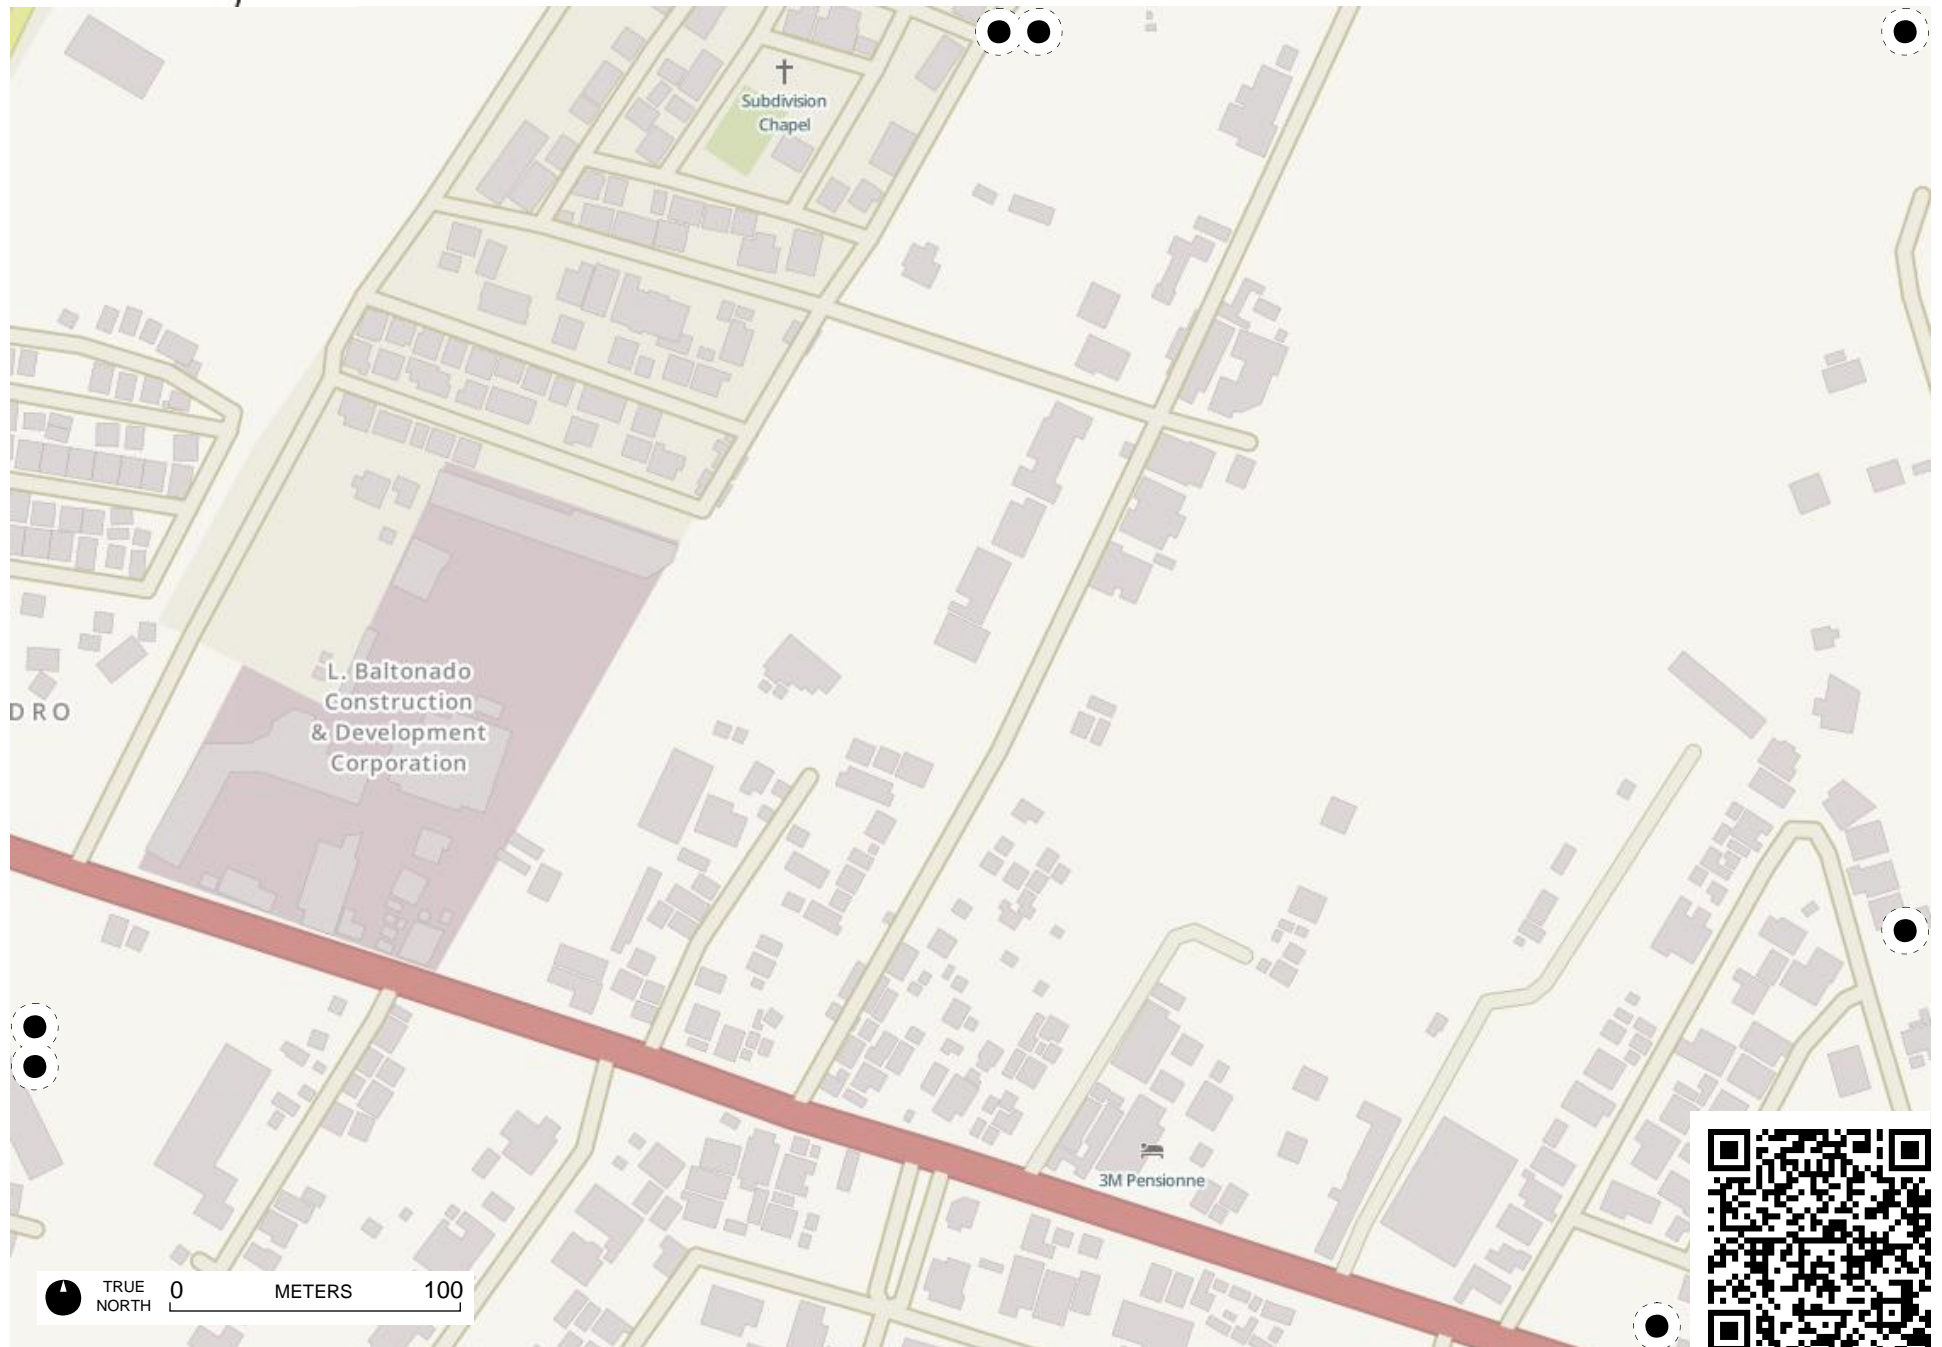 Subdivision
Chapel
L. Baltonado
Construction
& Development
Corporation
DRO
3M Pensionne
TRUE
NORTH
0 METERS 100